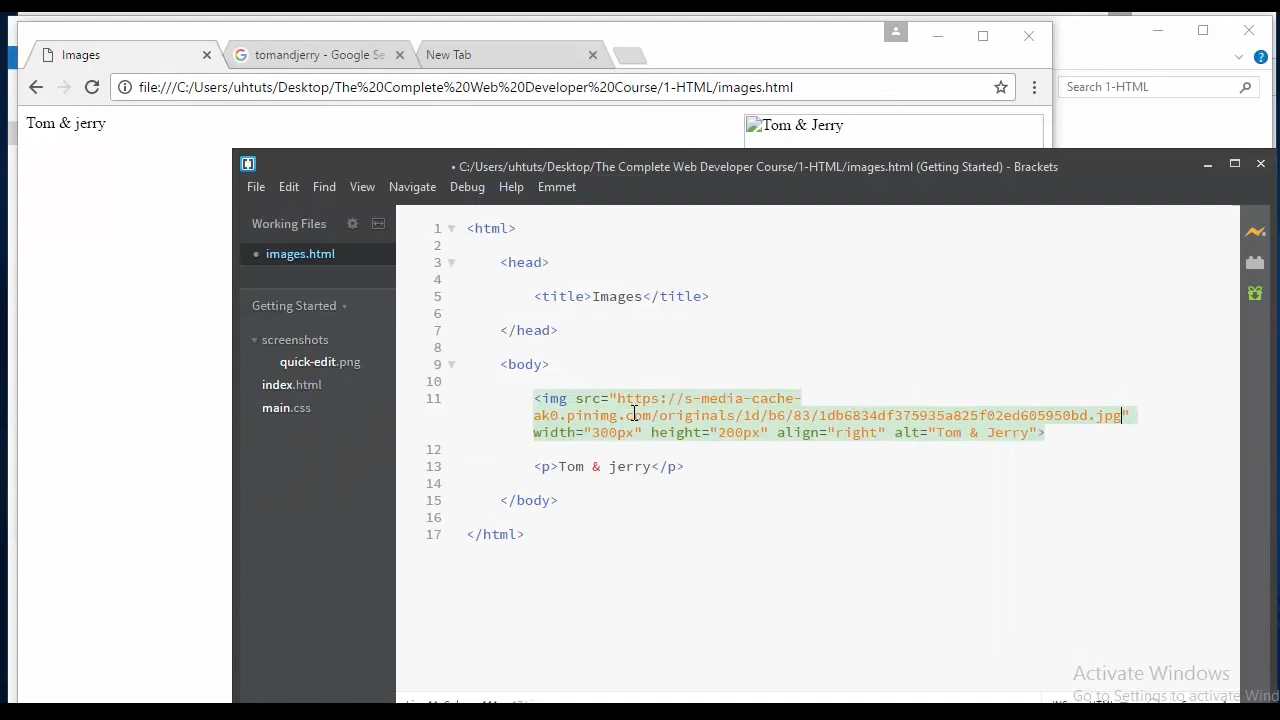 Images
tomandjerry - Google Se
New Tab
file:///C:/Users/uhtuts/Desktop/The%20Complete%20Web%20Developer%20Course/1-HTML/images.html
Search 1-HTML
Tom & jerry
Tom & Jerry
• C:/Users/uhtuts/Desktop/The Complete Web Developer Course/1-HTML/images.html (Getting Started) - Brackets
File Edit Find View Navigate Debug Help Emmet
Working Files
• images.html
Getting Started
screenshots
quick-edit.png
index.html
main.css
1 <html>
2
3 <head>
4
5 <title>Images</title>
6
7 </head>
8
9 <body>
10
11 <img src="https://s-media-cache-
ak0.pinimg.com/originals/1d/b6/83/1db6834df375935a825f02ed605950bd.jpg"
width="300px" height="200px" align="right" alt="Tom & Jerry">
12
13 <p>Tom & jerry</p>
14
15 </body>
16
17 </html>
Activate Windows
Go to Settings to activate Wind